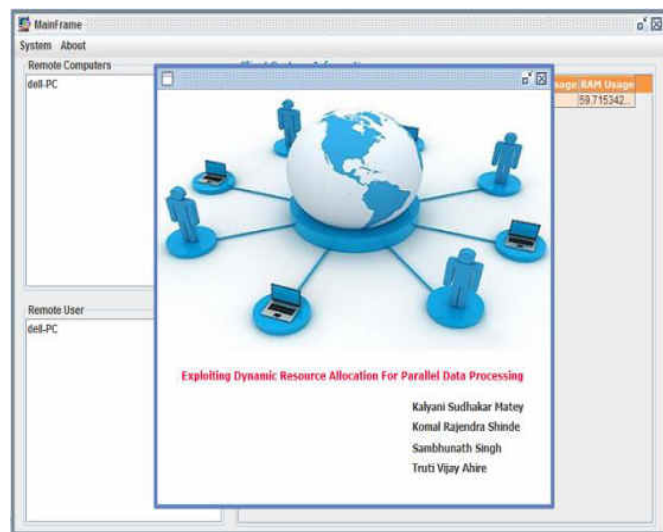 MainFrame
System About
Remote Computers
dell-PC
RAM Usage
59.715342...
Remote User
dell-PC
Exploiting Dynamic Resource Allocation For Parallel Data Processing
Kalyani Sudhakar Matey
Komal Rajendra Shinde
Sambhunath Singh
Truti Vijay Ahire